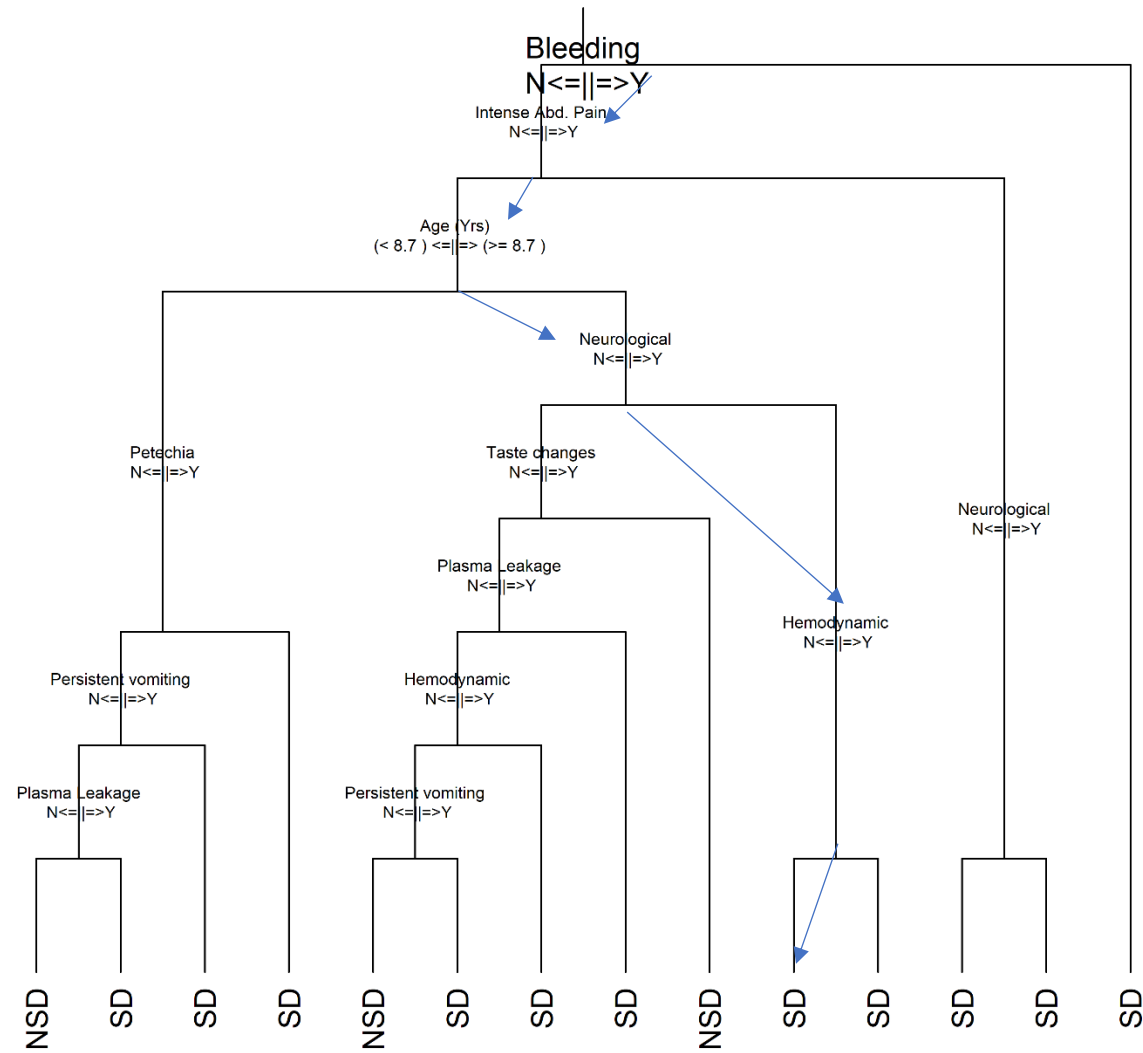 Bleeding
N<=||=>Y
Intense Abd. Pain
N<=||=>Y
Age (Yrs)
(< 8.7 ) <=||=> (>= 8.7 )
Neurological
N<=||=>Y
Petechia
N<=||=>Y
Taste changes
N<=||=>Y
Neurological
N<=||=>Y
Plasma Leakage
N<=||=>Y
Hemodynamic
N<=||=>Y
Persistent vomiting
N<=||=>Y
Hemodynamic
N<=||=>Y
Plasma Leakage
N<=||=>Y
Persistent vomiting
N<=||=>Y
NSD
SD
SD
SD
NSD
SD
SD
SD
NSD
SD
SD
SD
SD
SD